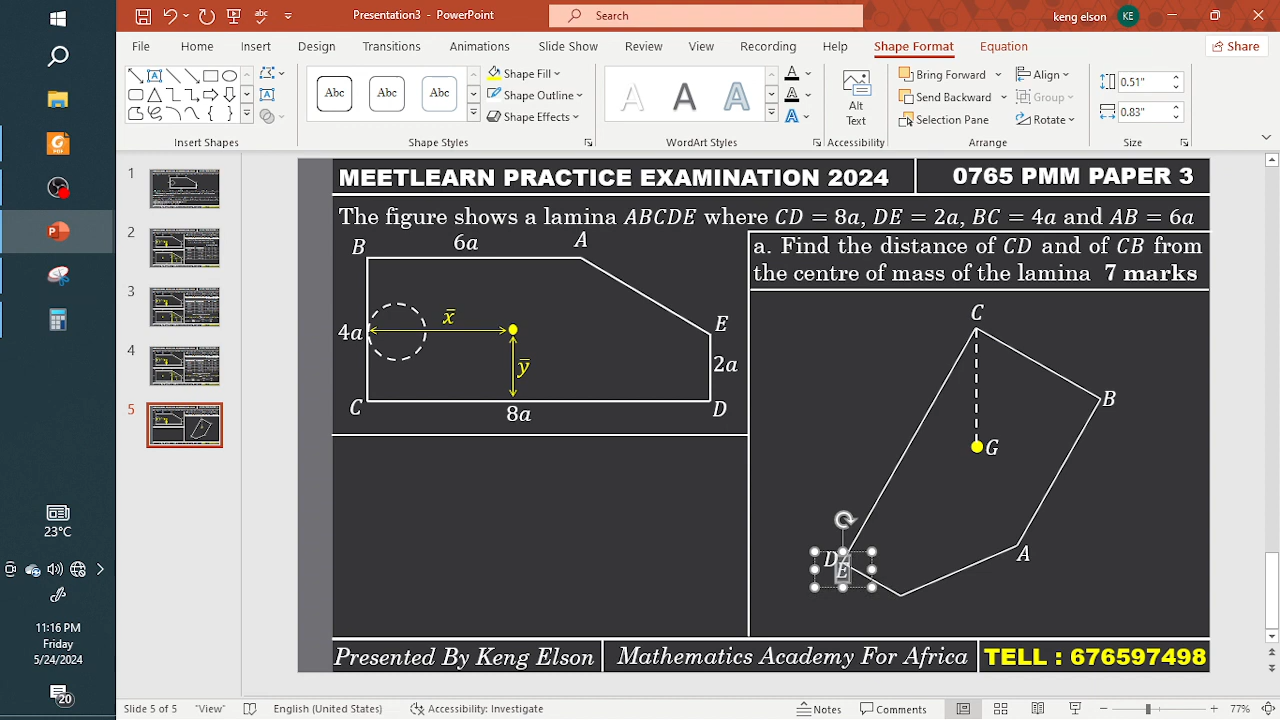 Presentation3 - PowerPoint
Search
keng elson
KE
File Home Insert Design Transitions Animations Slide Show Review View Recording Help Shape Format Equation
Share
Abc Abc Abc
Shape Fill
Shape Outline
Shape Effects
A A A
Alt
Text
Bring Forward
Send Backward
Selection Pane
Align
Group
Rotate
0.51"
0.83"
Insert Shapes Shape Styles WordArt Styles Accessibility Arrange Size
1
2
3
4
5
MEETLEARN PRACTICE EXAMINATION 2024
0765 PMM PAPER 3
The figure shows a lamina ABCDE where CD = 8a, DE = 2a, BC = 4a and AB = 6a
B 6a A
x̄
4a
E
ȳ
2a
C 8a D
a. Find the distance of CD and of CB from
the centre of mass of the lamina 7 marks
C
B
G
A
D
E
Presented By Keng Elson
Mathematics Academy For Africa
TELL : 676597498
23°C
11:16 PM
Friday
5/24/2024
20
Slide 5 of 5
"View"
English (United States)
Accessibility: Investigate
Notes
Comments
77%